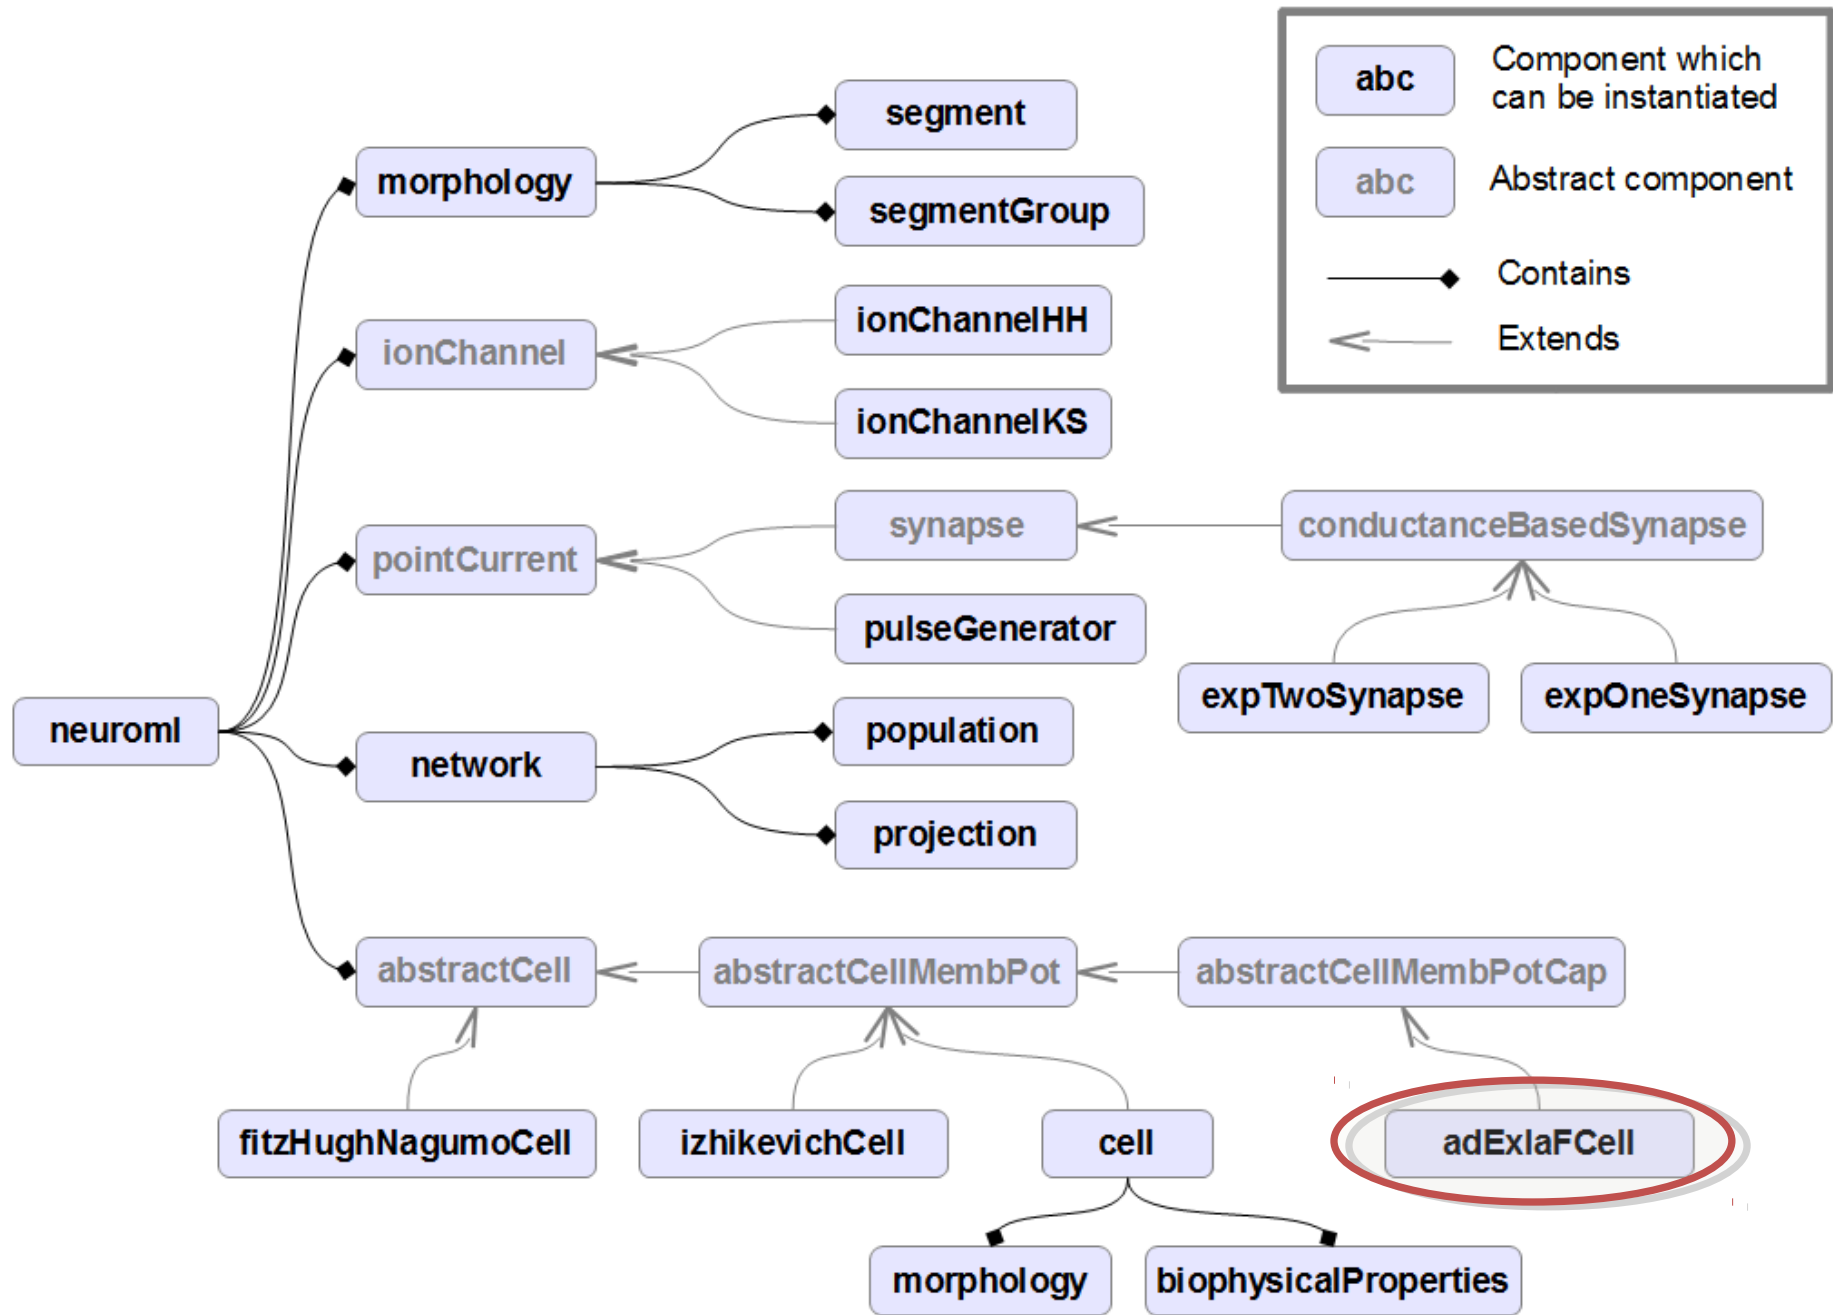 abc
Component which
can be instantiated
abc
Abstract component
Contains
Extends
segment
morphology
segmentGroup
ionChannelHH
ionChannel
ionChannelKS
synapse
conductanceBasedSynapse
pointCurrent
pulseGenerator
expTwoSynapse
expOneSynapse
neuroml
population
network
projection
abstractCell
abstractCellMembPot
abstractCellMembPotCap
fitzHughNagumoCell
izhikevichCell
cell
adExIaFCell
morphology
biophysicalProperties